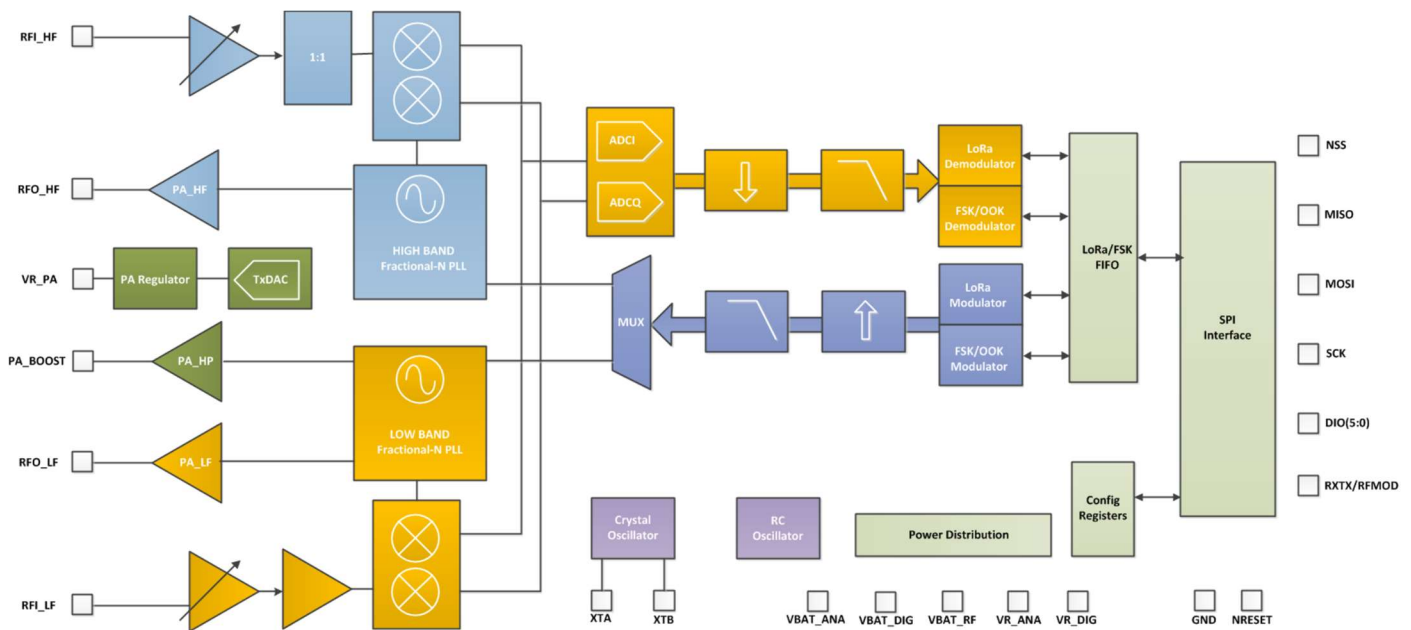 RFI_HF
1:1
RFO_HF
PA_HF
HIGH BAND
Fractional-N PLL
VR_PA
PA Regulator
TxDAC
PA_BOOST
PA_HP
LOW BAND
Fractional-N PLL
RFO_LF
PA_LF
RFI_LF
ADCI
ADCQ
MUX
LoRa
Demodulator
FSK/OOK
Demodulator
LoRa
Modulator
FSK/OOK
Modulator
LoRa/FSK
FIFO
SPI
Interface
NSS
MISO
MOSI
SCK
DIO(5:0)
RXTX/RFMOD
Crystal
Oscillator
RC
Oscillator
Power Distribution
Config
Registers
XTA
XTB
VBAT_ANA
VBAT_DIG
VBAT_RF
VR_ANA
VR_DIG
GND
NRESET